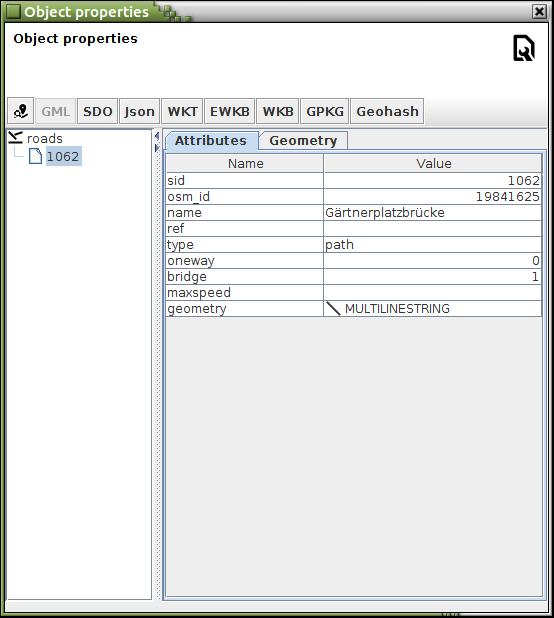 Object properties
Object properties
GML SDO Json WKT EWKB WKB GPKG Geohash
roads
1062
Attributes Geometry
Name Value
sid 1062
osm_id 19841625
name Gärtnerplatzbrücke
ref
type path
oneway 0
bridge 1
maxspeed
geometry MULTILINESTRING